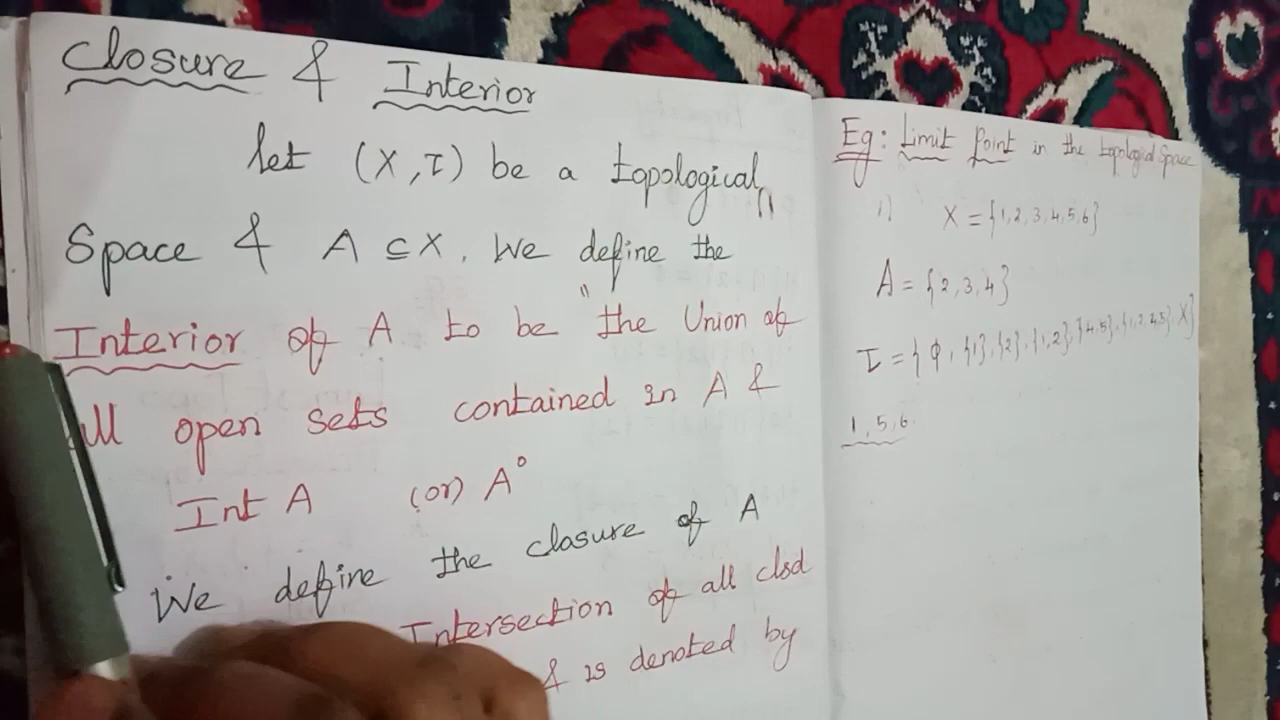 Closure & Interior
Let (X, τ) be a topological
Space & A ⊆ X. We define the
Interior of A to be "the Union of
all open sets contained in A &
Int A (or) A°
We define the closure of A
Intersection of all clsd
& is denoted by
Eg: Limit Point in the topological Space
1) X = {1,2,3,4,5,6}
A = {2,3,4}
τ = {φ, {1}, {2}, {1,2}, {4,5}, {1,2,4,5}, X}
1, 5, 6.